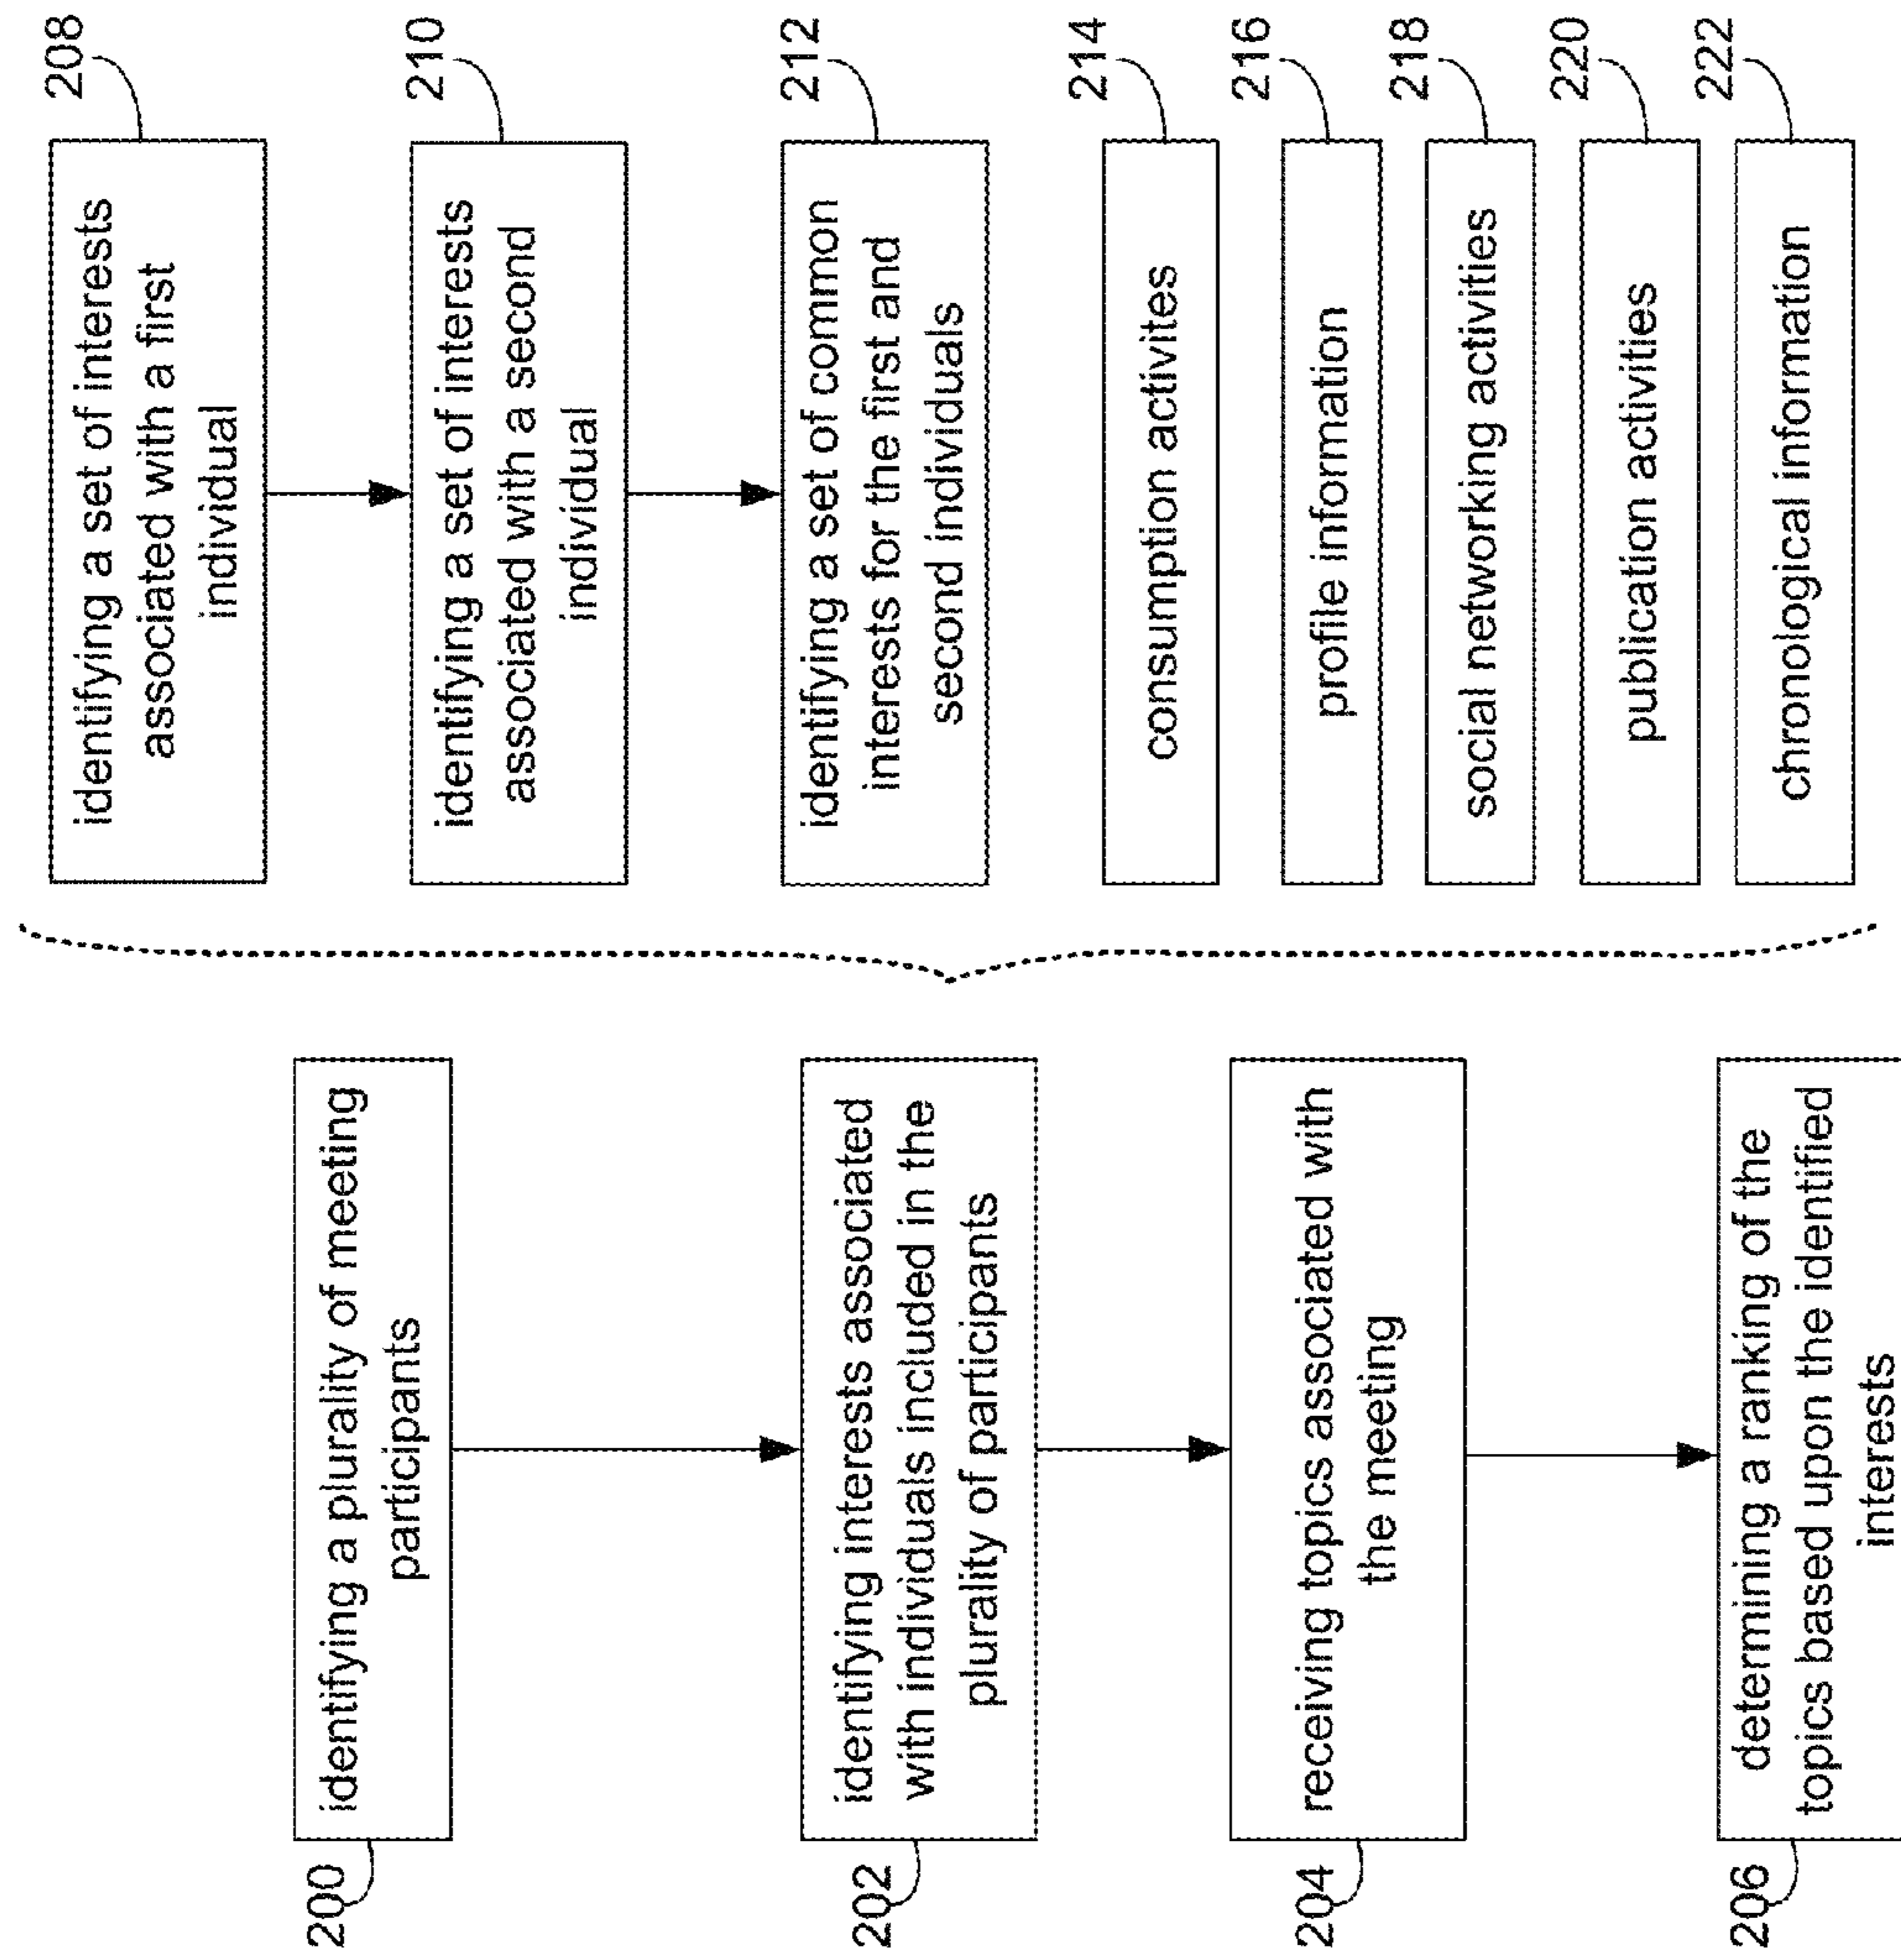 200
identifying a plurality of meeting
participants
202
identifying interests associated
with individuals included in the
plurality of participants
204
receiving topics associated with
the meeting
206
determining a ranking of the
topics based upon the identified
interests
208
identifying a set of interests
associated with a first
individual
210
identifying a set of interests
associated with a second
individual
212
identifying a set of common
interests for the first and
second individuals
214
consumption activites
216
profile information
218
social networking activities
220
publication activities
222
chronological information